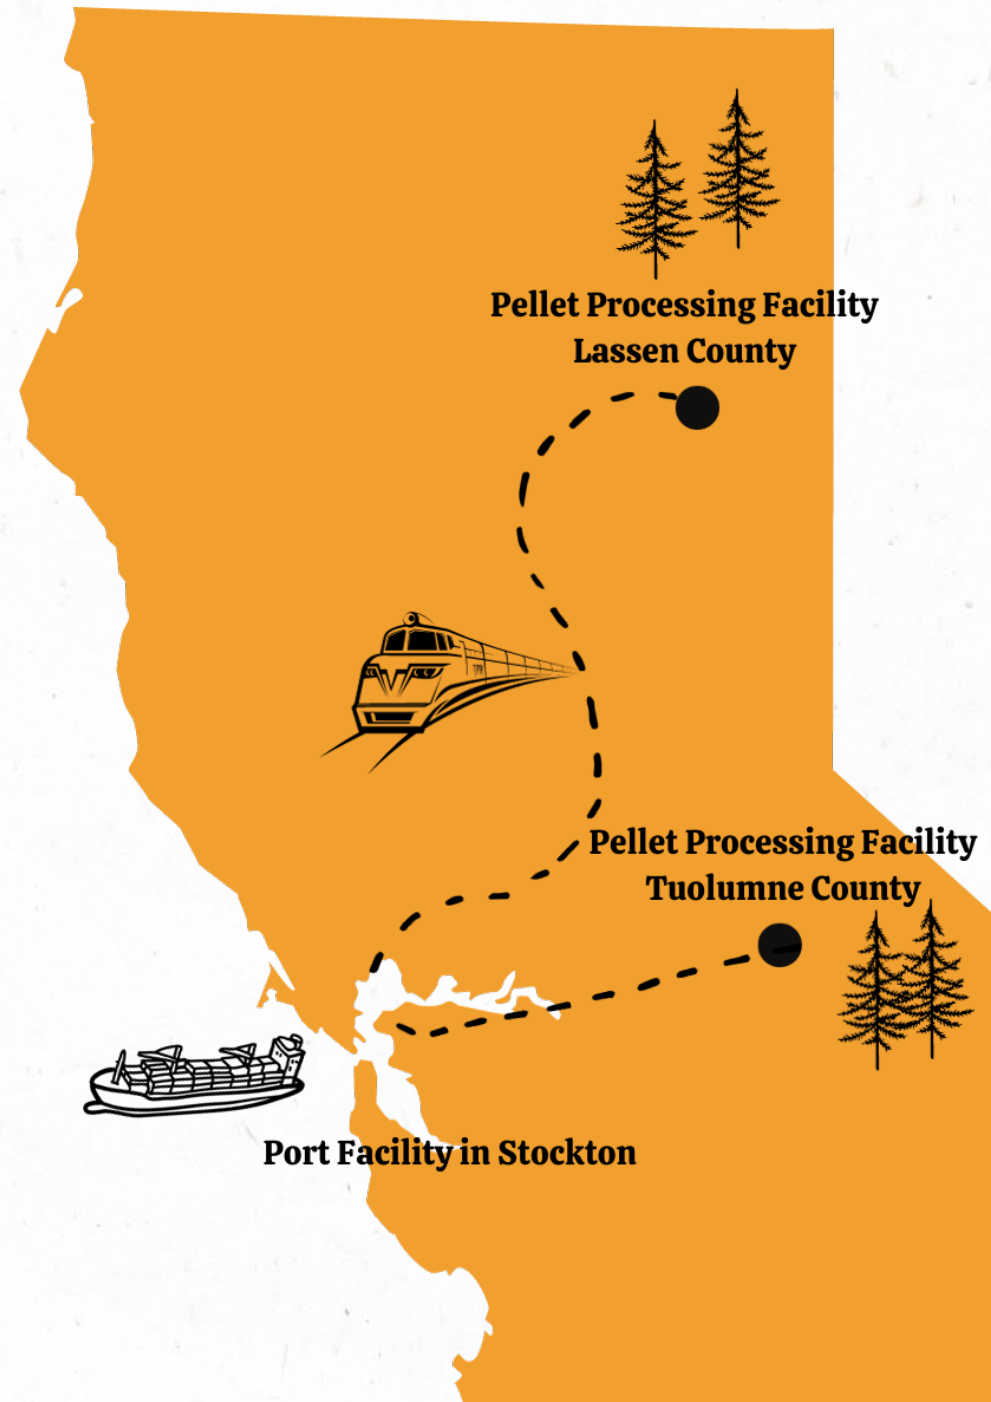 Pellet Processing Facility
Lassen County
Pellet Processing Facility
Tuolumne County
Port Facility in Stockton